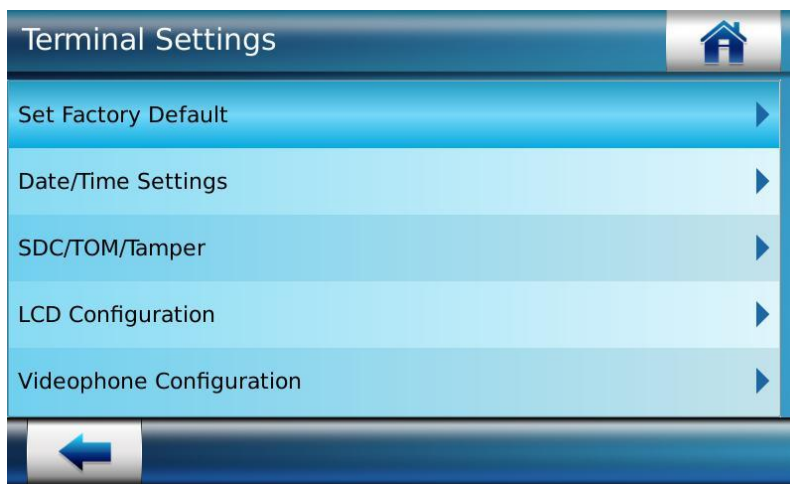 Terminal Settings
Set Factory Default
Date/Time Settings
SDC/TOM/Tamper
LCD Configuration
Videophone Configuration